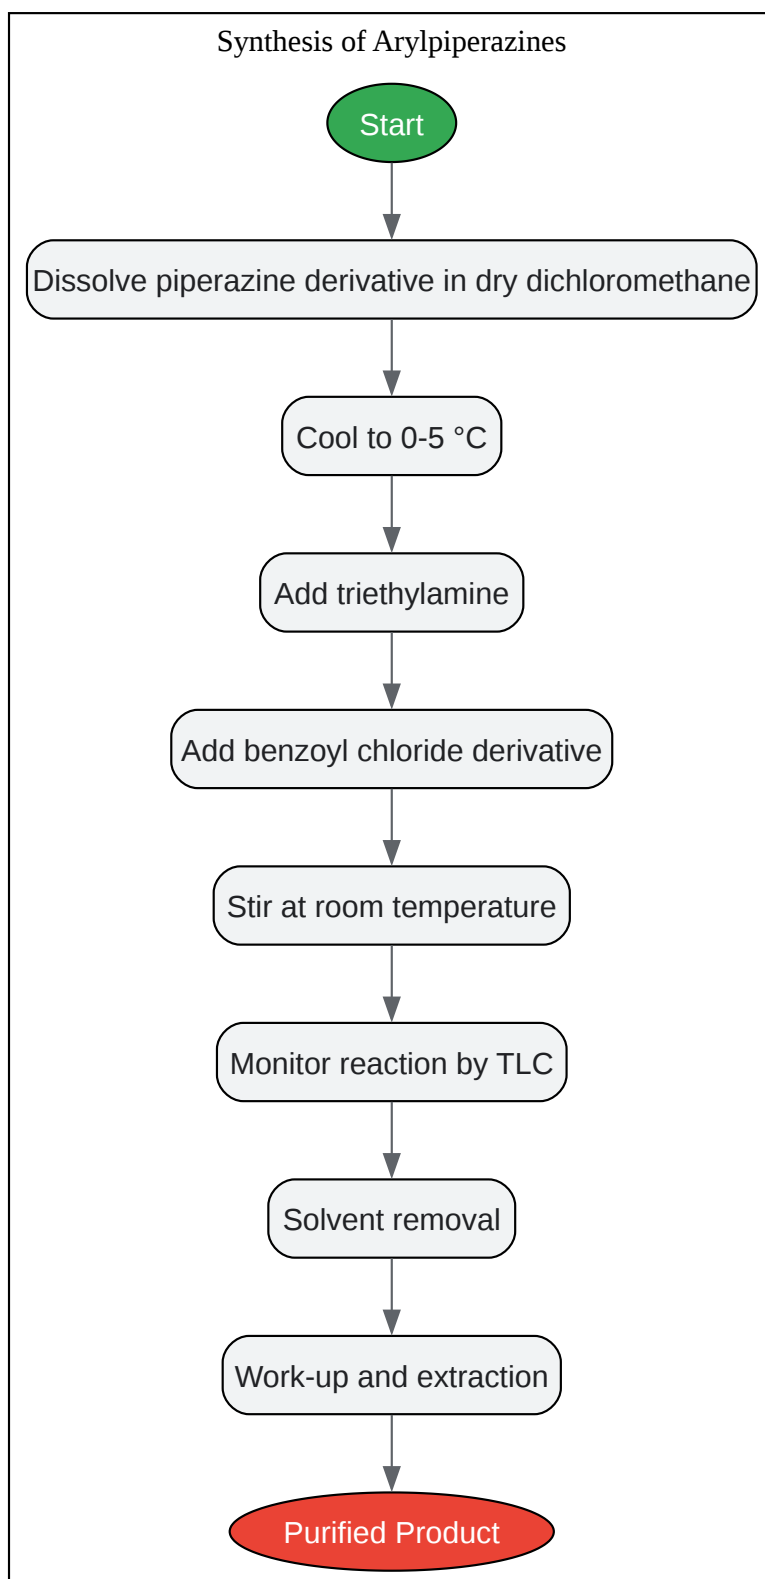 Synthesis of Arylpiperazines
Start
Dissolve piperazine derivative in dry dichloromethane
Cool to 0-5 °C
Add triethylamine
Add benzoyl chloride derivative
Stir at room temperature
Monitor reaction by TLC
Solvent removal
Work-up and extraction
Purified Product